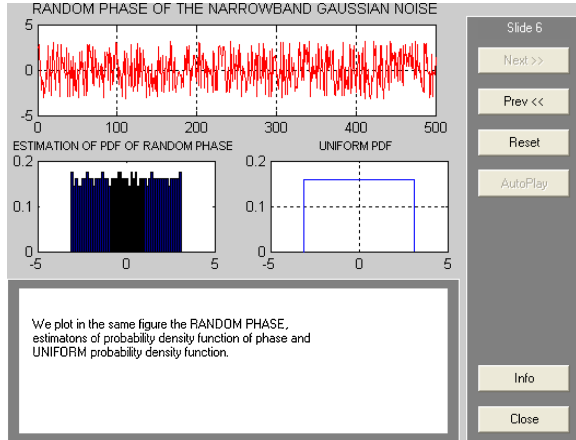 RANDOM PHASE OF THE NARROWBAND GAUSSIAN NOISE
5
0
-5
0 100 200 300 400 500
ESTIMATION OF PDF OF RANDOM PHASE
0.2
0.1
0
-5 0 5
UNIFORM PDF
0.2
0.1
0
-5 0 5
We plot in the same figure the RANDOM PHASE,
estimatons of probability density function of phase and
UNIFORM probability density function.
Slide 6
Next >>
Prev <<
Reset
AutoPlay
Info
Close